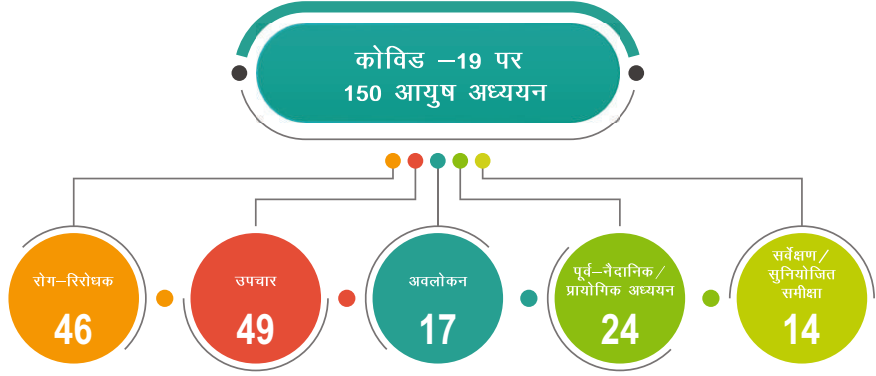 कोविड –19 पर
150 आयुष अध्ययन
रोग–रिरोधक
46
उपचार
49
अवलोकन
17
पूर्व–नैदानिक/
प्रायोगिक अध्ययन
24
सर्वेक्षण/
सुनियोजित
समीक्षा
14